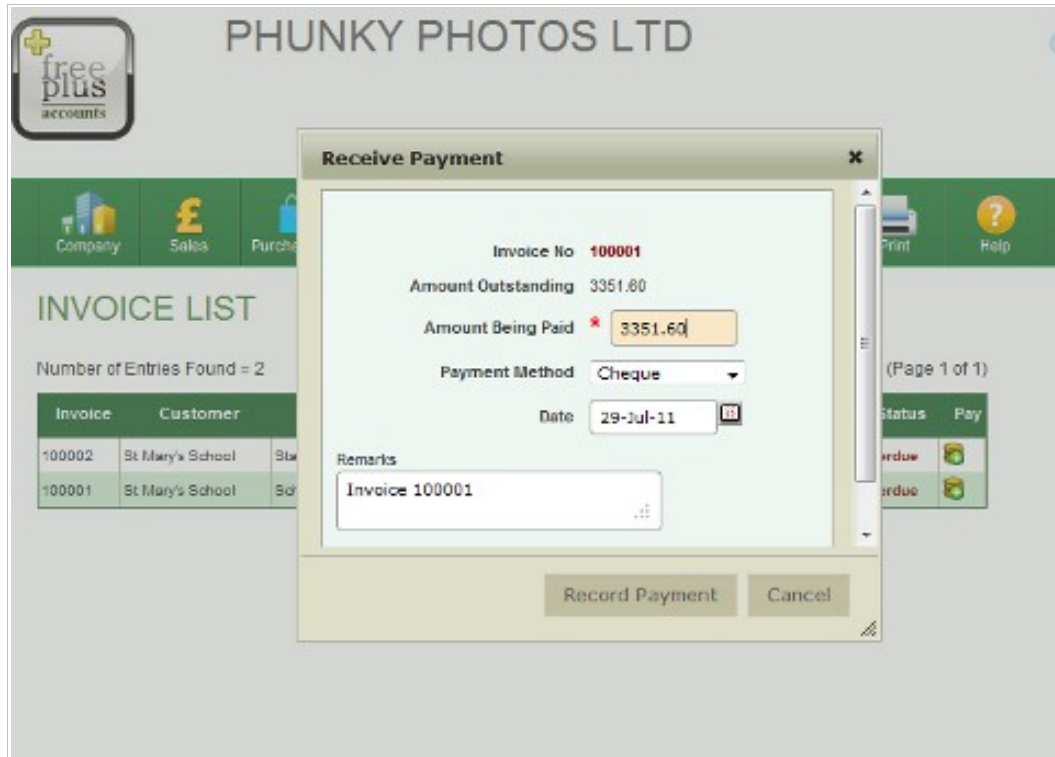 PHUNKY PHOTOS LTD
free
plus
accounts
Receive Payment
Company
Sales
Print
Help
Invoice No 100001
Amount Outstanding 3351.60
Amount Being Paid * 3351.60
Payment Method Cheque
Date 29-Jul-11
Remarks
Invoice 100001
Record Payment Cancel
INVOICE LIST
Number of Entries Found = 2
(Page 1 of 1)
Invoice Customer Status Pay
100002 St Mary's School
100001 St Mary's School